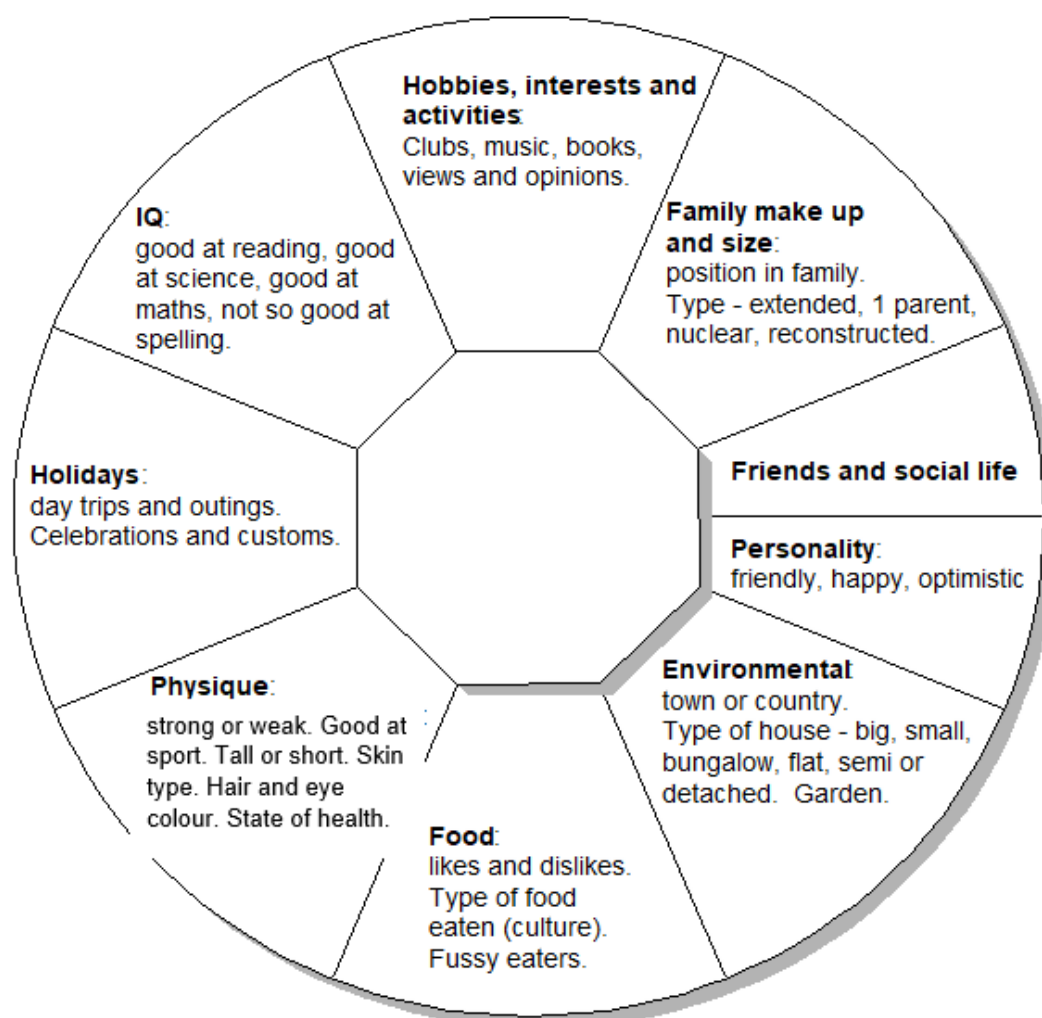 Hobbies, interests and
activities:
Clubs, music, books,
views and opinions.
Family make up
and size:
position in family.
Type - extended, 1 parent,
nuclear, reconstructed.
Friends and social life
Personality:
friendly, happy, optimistic
Environmental
town or country.
Type of house - big, small,
bungalow, flat, semi or
detached. Garden.
Food:
likes and dislikes.
Type of food
eaten (culture).
Fussy eaters.
Physique:
strong or weak. Good at
sport. Tall or short. Skin
type. Hair and eye
colour. State of health.
:
Holidays:
day trips and outings.
Celebrations and customs.
IQ:
good at reading, good
at science, good at
maths, not so good at
spelling.